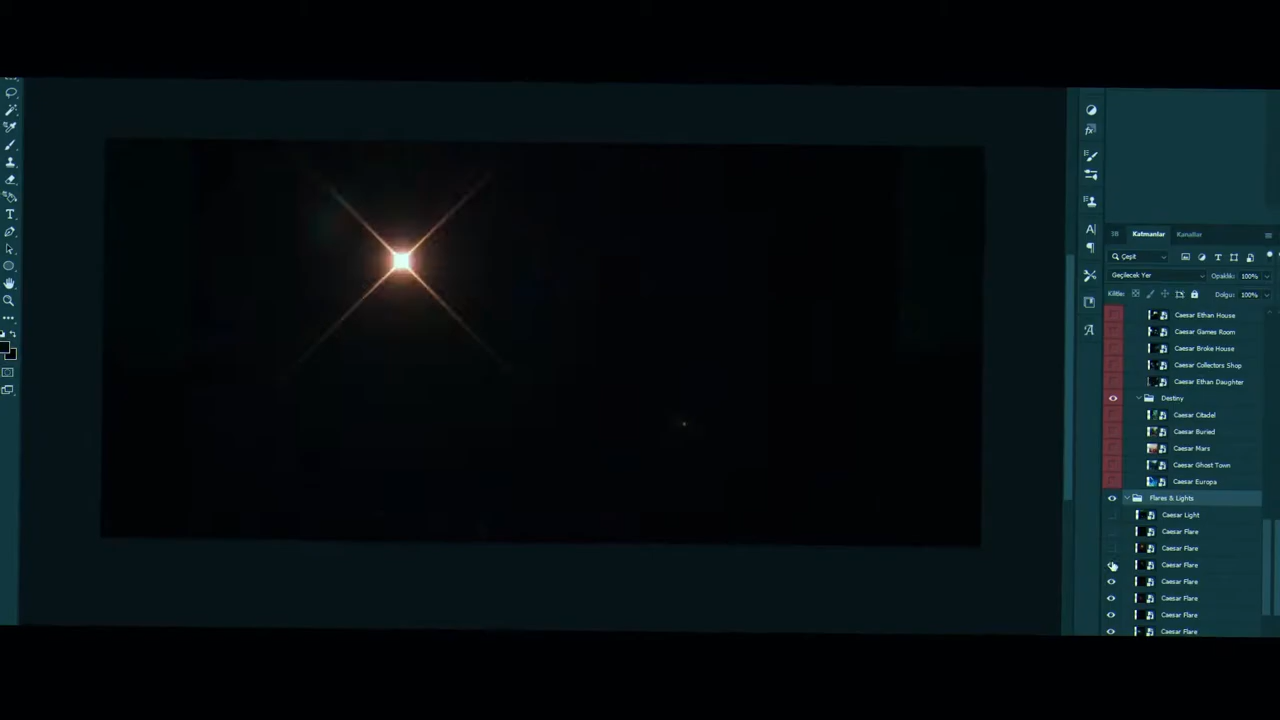 Katmanlar Kanallar
Çeşit
Geçilecek Yer Opaklık: 100%
Kilitle: Dolgu: 100%
Caesar Ethan House
Caesar Games Room
Caesar Broke House
Caesar Collectors Shop
Caesar Ethan Daughter
Destiny
Caesar Citadel
Caesar Buried
Caesar Mars
Caesar Ghost Town
Caesar Europa
Flares & Lights
Caesar Light
Caesar Flare
Caesar Flare
Caesar Flare
Caesar Flare
Caesar Flare
Caesar Flare
Caesar Flare